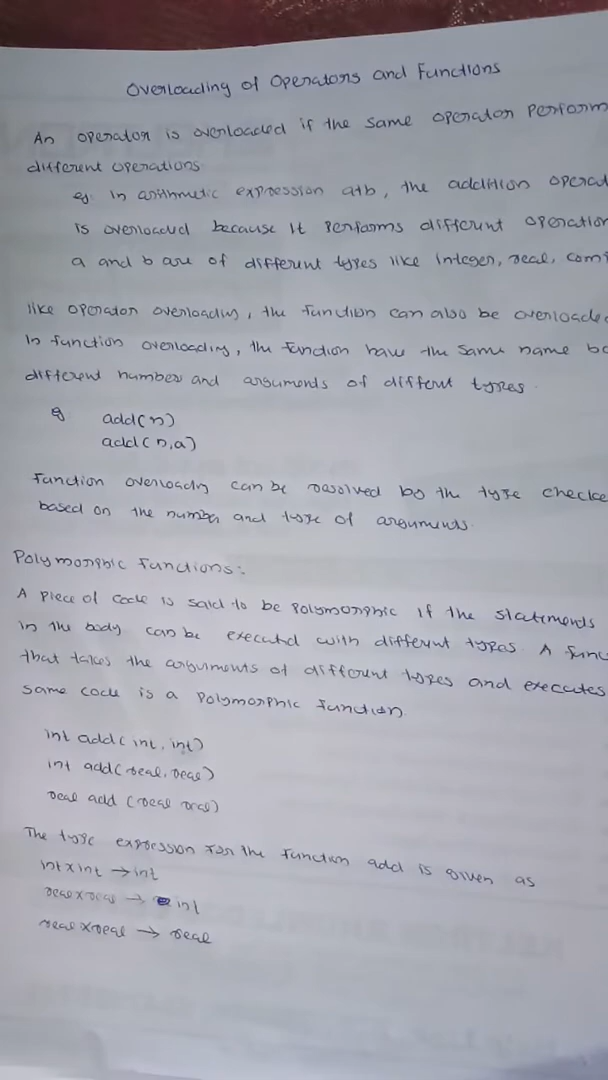 Overloading of Operators and Functions
An operator is overloaded if the same operator perform
different operations.
eg: In arithmetic expression a+b, the addition operat
is overloaded because it performs different operation
a and b are of different types like integer, real, com
like operator overloading, the function can also be overloade
In function overloading, the function have the same name b
different number and arguments of different types.
eg add(n)
add(n,a)
Function overloading can be resolved by the type checke
based on the number and type of arguments.
Polymorphic functions:
A piece of code is said to be polymorphic if the statements
in the body can be executed with different types. A func
that takes the arguments of different types and executes
same code is a polymorphic function.
int add(int, int)
int add(real, real)
real add (real real)
The type expression for the function add is given as
int x int → int
real x real → int
real x real → real